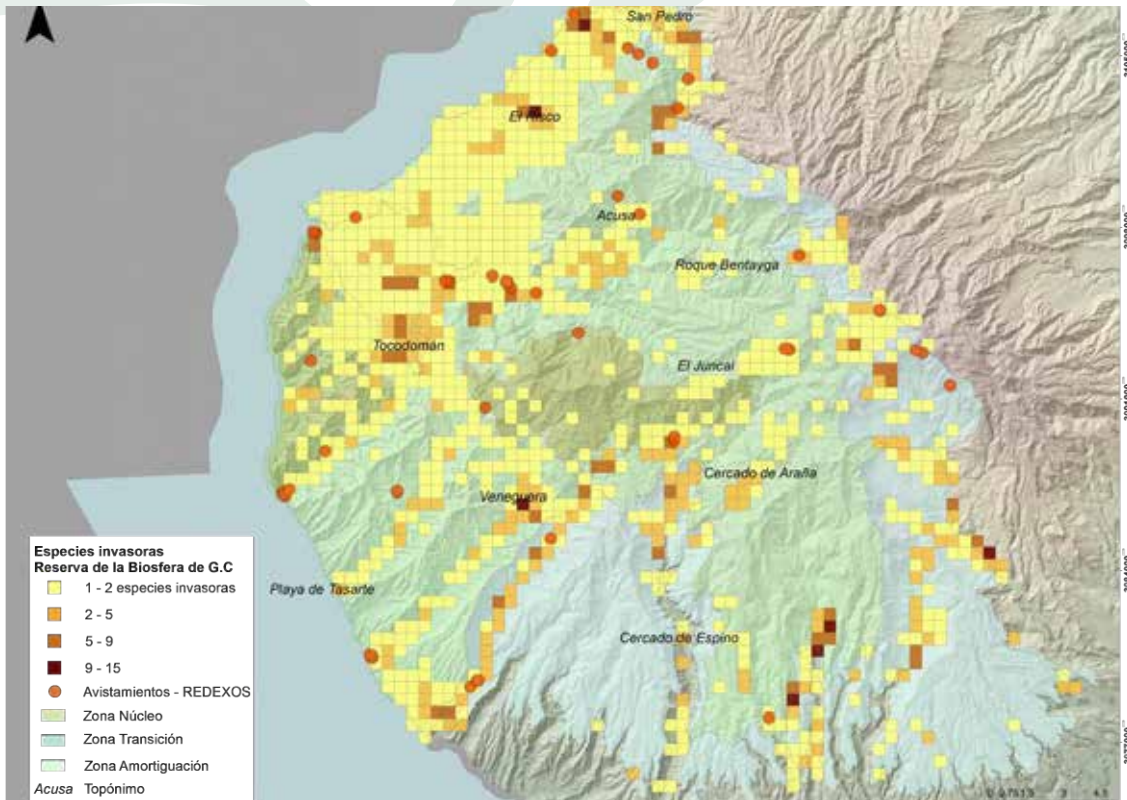 San Pedro
El Risco
Acusa
Roque Bentayga
Tocodomán
El Juncal
Cercado de Araña
Veneguera
Playa de Tasarte
Cercado de Espino
Especies invasoras
Reserva de la Biosfera de G.C
1 - 2 especies invasoras
2 - 5
5 - 9
9 - 15
Avistamientos - REDEXOS
Zona Núcleo
Zona Transición
Zona Amortiguación
Acusa Topónimo